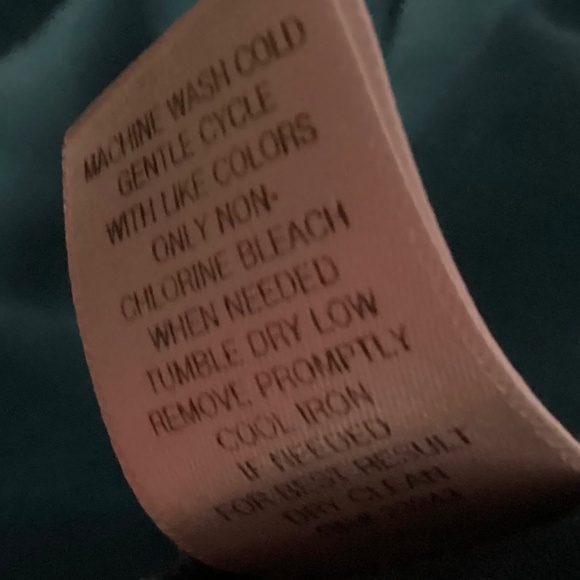 MACHINE WASH COLD
GENTLE CYCLE
WITH LIKE COLORS
ONLY NON-
CHLORINE BLEACH
WHEN NEEDED
TUMBLE DRY LOW
REMOVE PROMPTLY
COOL IRON
IF NEEDED
FOR BEST RESULT
DRY CLEAN